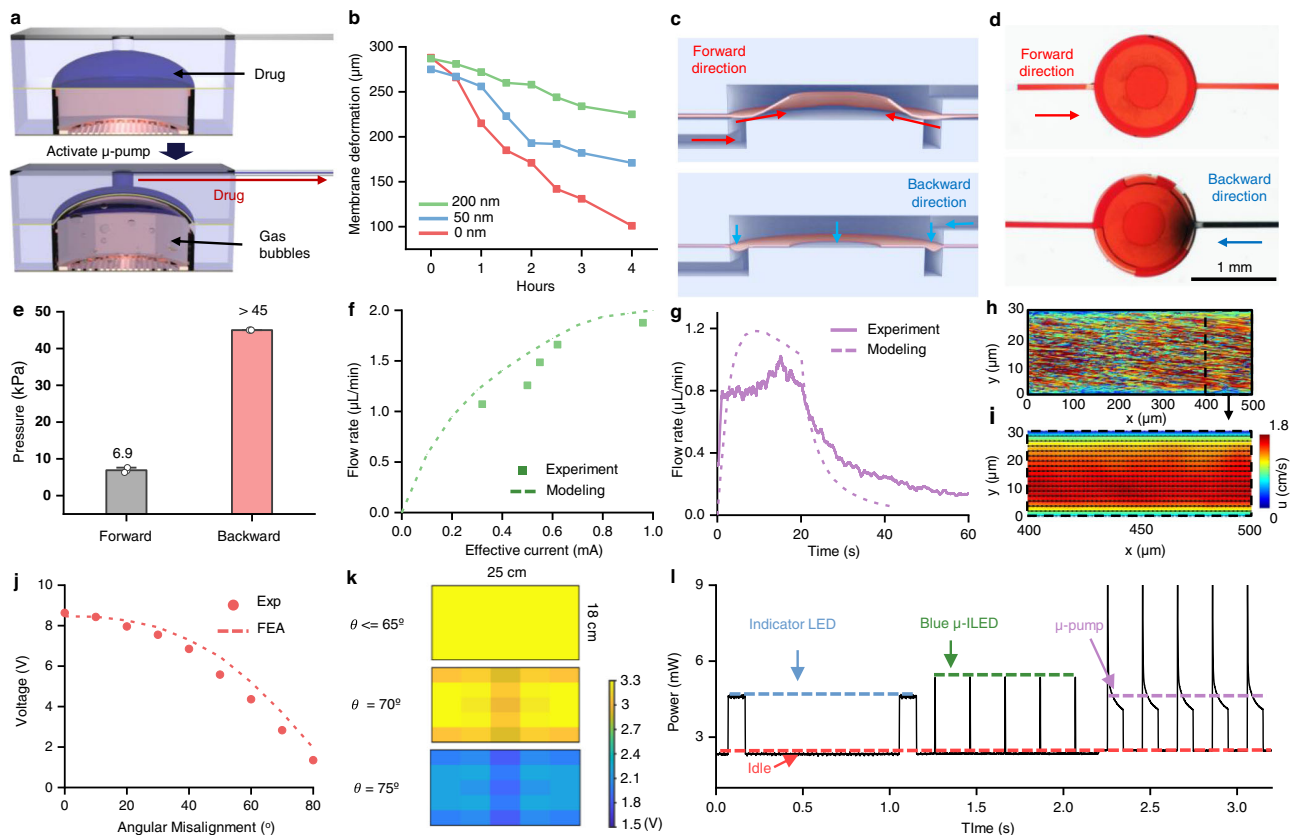 a
Drug
Activate μ-pump
Drug
Gas
bubbles
b
Membrane deformation (μm)
300
250
200
150
100
200 nm
50 nm
0 nm
0
1
2
3
4
Hours
c
Forward
direction
Backward
direction
d
Forward
direction
Backward
direction
1 mm
e
Pressure (kPa)
50
40
30
20
10
0
6.9
> 45
Forward
Backward
f
Flow rate (μL/min)
2.0
1.5
1.0
0.5
0.0
Experiment
Modeling
0.0
0.2
0.4
0.6
0.8
1.0
Effective current (mA)
g
Flow rate (μL/min)
1.2
0.8
0.4
0.0
Experiment
Modeling
0
20
40
60
Time (s)
h
y (μm)
30
20
10
0
0
100
200
300
400
500
x (μm)
i
y (μm)
30
20
10
0
400
450
500
x (μm)
1.8
0
u (cm/s)
j
Voltage (V)
10
8
6
4
2
0
Exp
FEA
0
20
40
60
80
Angular Misalignment (º)
k
25 cm
18 cm
θ <= 65º
θ = 70º
θ = 75º
3.3
3
2.7
2.4
2.1
1.8
1.5 (V)
l
Power (mW)
9
6
3
Indicator LED
Blue μ-ILED
μ-pump
Idle
0.0
0.5
1.0
1.5
2.0
2.5
3.0
TIme (s)